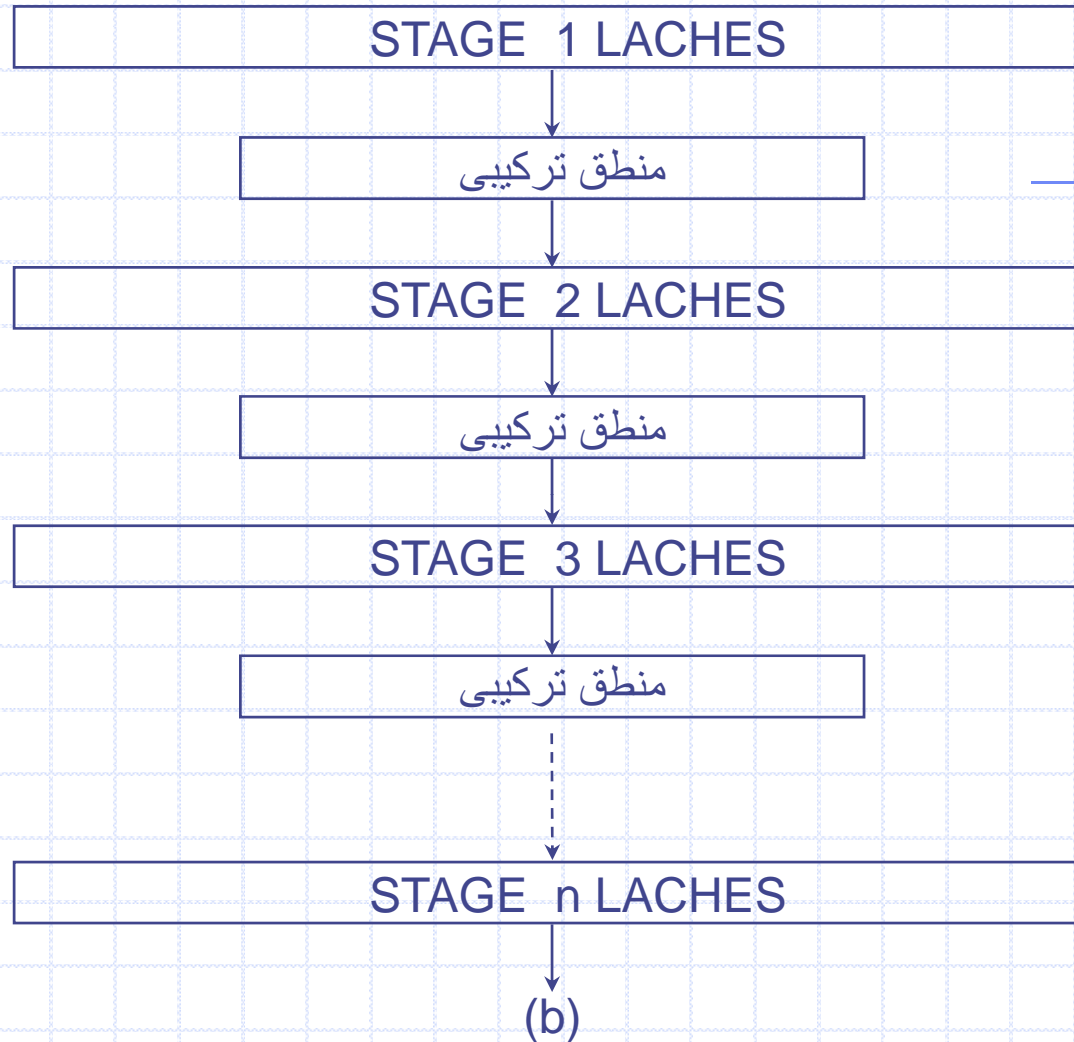 STAGE 1 LACHES
منطق ترکیبی
STAGE 2 LACHES
منطق ترکیبی
STAGE 3 LACHES
منطق ترکیبی
STAGE n LACHES
(b)